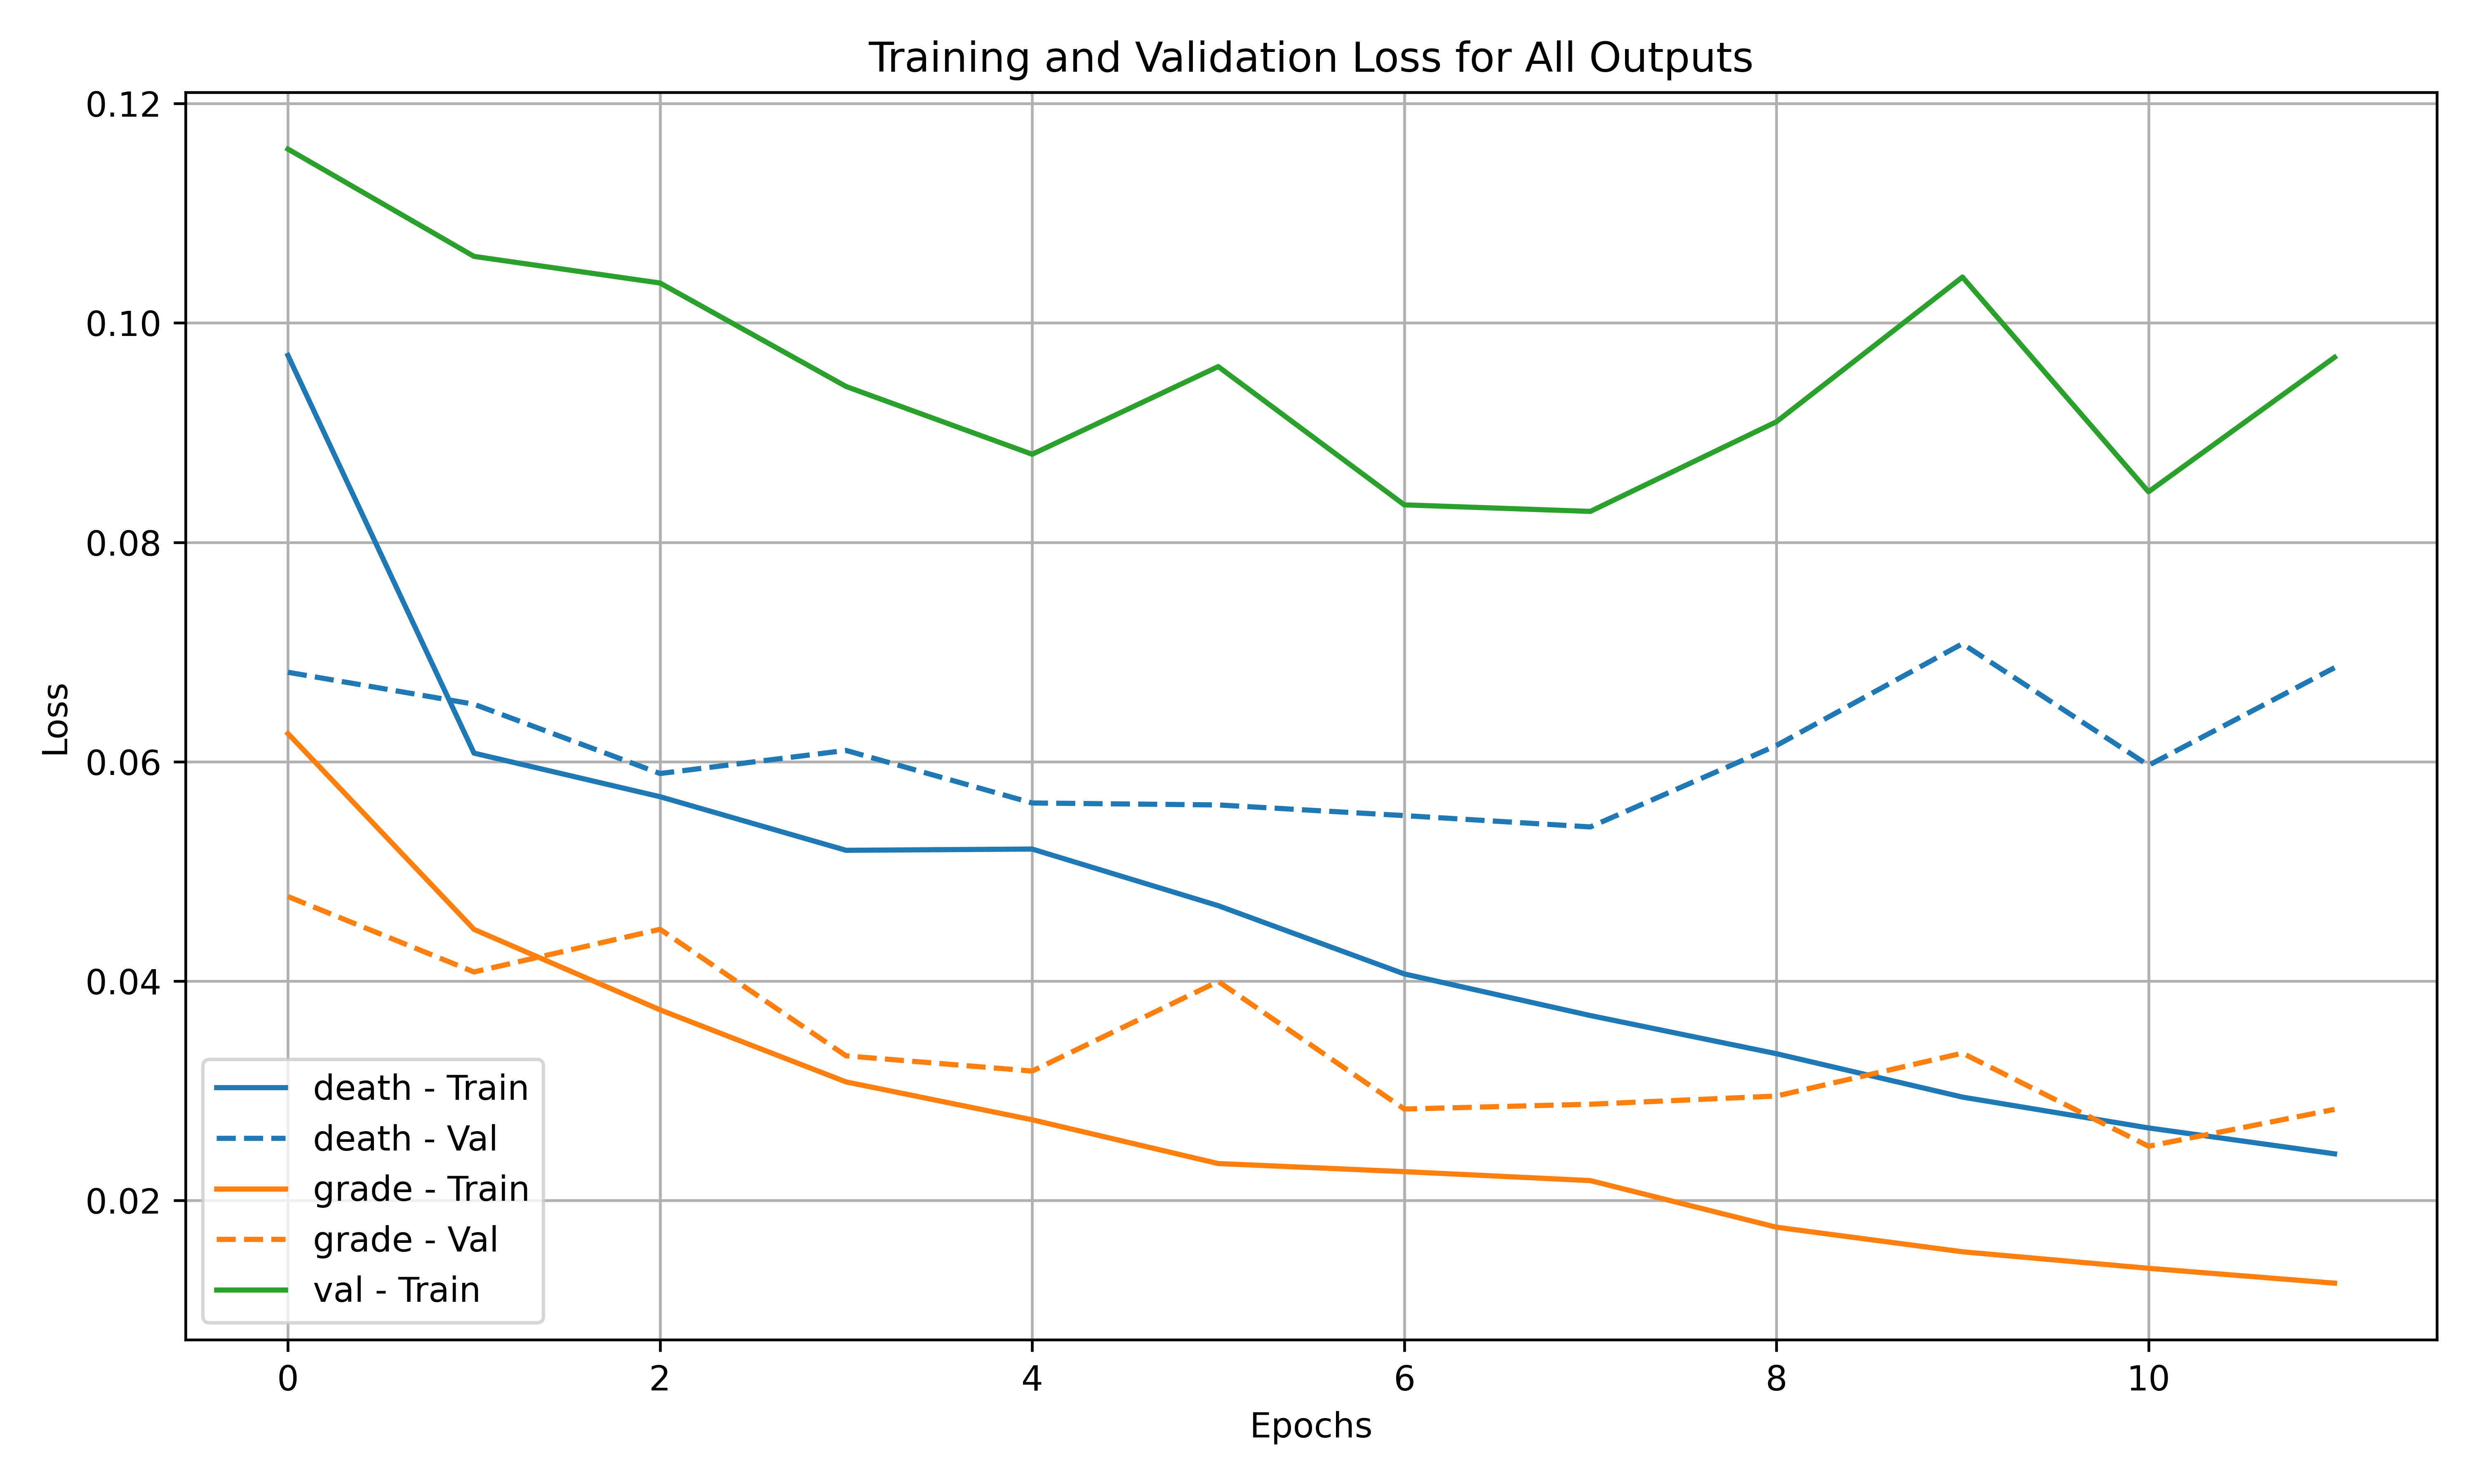 Training and Validation Loss for All Outputs
0.12
0.10
0.08
0.06
0.04
0.02
Loss
death - Train
death - Val
grade - Train
grade - Val
val - Train
0 2 4 6 8 10
Epochs